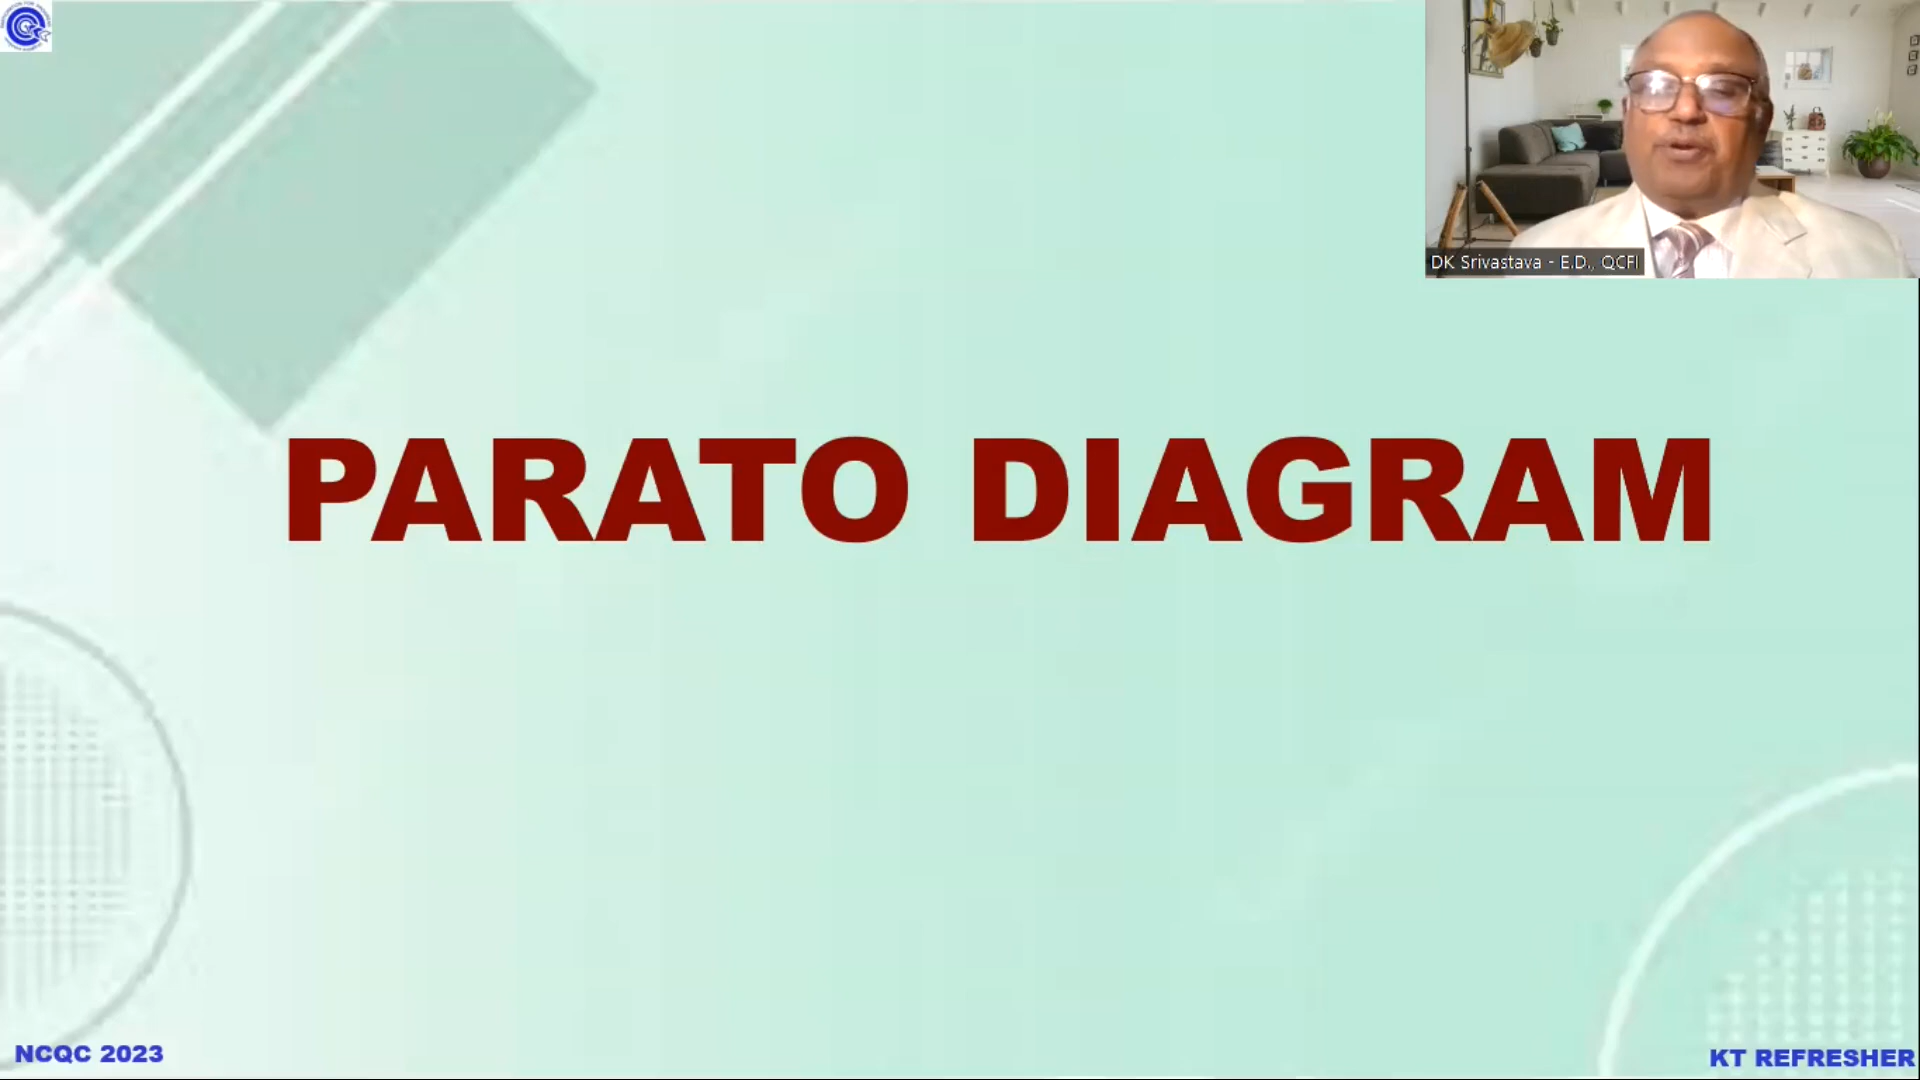 DK Srivastava - E.D., QCFI
PARATO DIAGRAM
NCQC 2023
KT REFRESHER